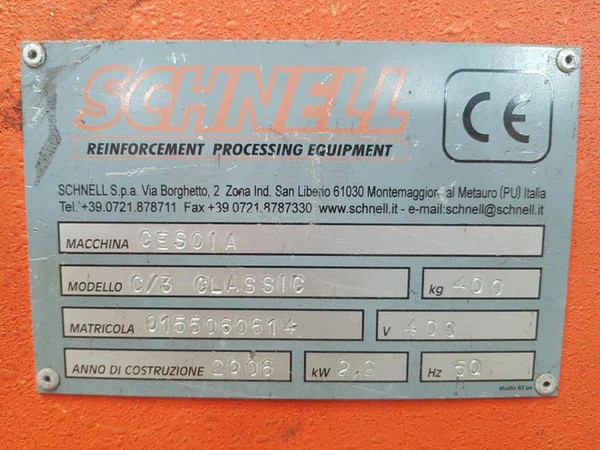 SCHNELL
REINFORCEMENT PROCESSING EQUIPMENT
CE
SCHNELL S.p.a. Via Borghetto, 2 Zona Ind. San Liberio 61030 Montemaggior al Metauro (PU) Italia
Tel. +39.0721.878711 Fax +39 0721.8787330 www.schnell.it - e-mail:schnell@schnell.it
MACCHINA CESOIA
MODELLO C/3 CLASSIC kg 400
MATRICOLA 0155060614 V 400
ANNO DI COSTRUZIONE 2006 kW 2,2 Hz 50